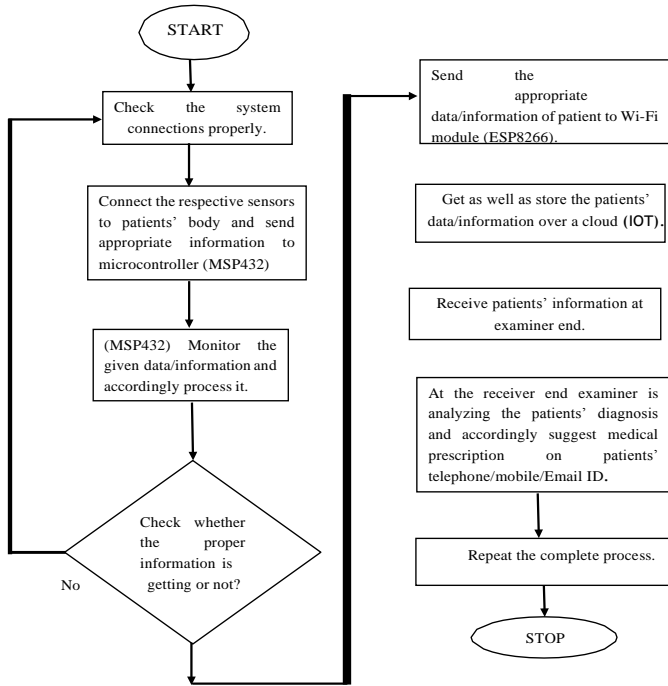 START
Check the system
connections properly.
Connect the respective sensors
to patients’ body and send
appropriate information to
microcontroller (MSP432)
(MSP432) Monitor the
given data/information and
accordingly process it.
Check whether
the proper
information is
getting or not?
No
Send the
appropriate
data/information of patient to Wi-Fi
module (ESP8266).
Get as well as store the patients’
data/information over a cloud (IOT).
Receive patients’ information at
examiner end.
At the receiver end examiner is
analyzing the patients’ diagnosis
and accordingly suggest medical
prescription on patients’
telephone/mobile/Email ID.
Repeat the complete process.
STOP